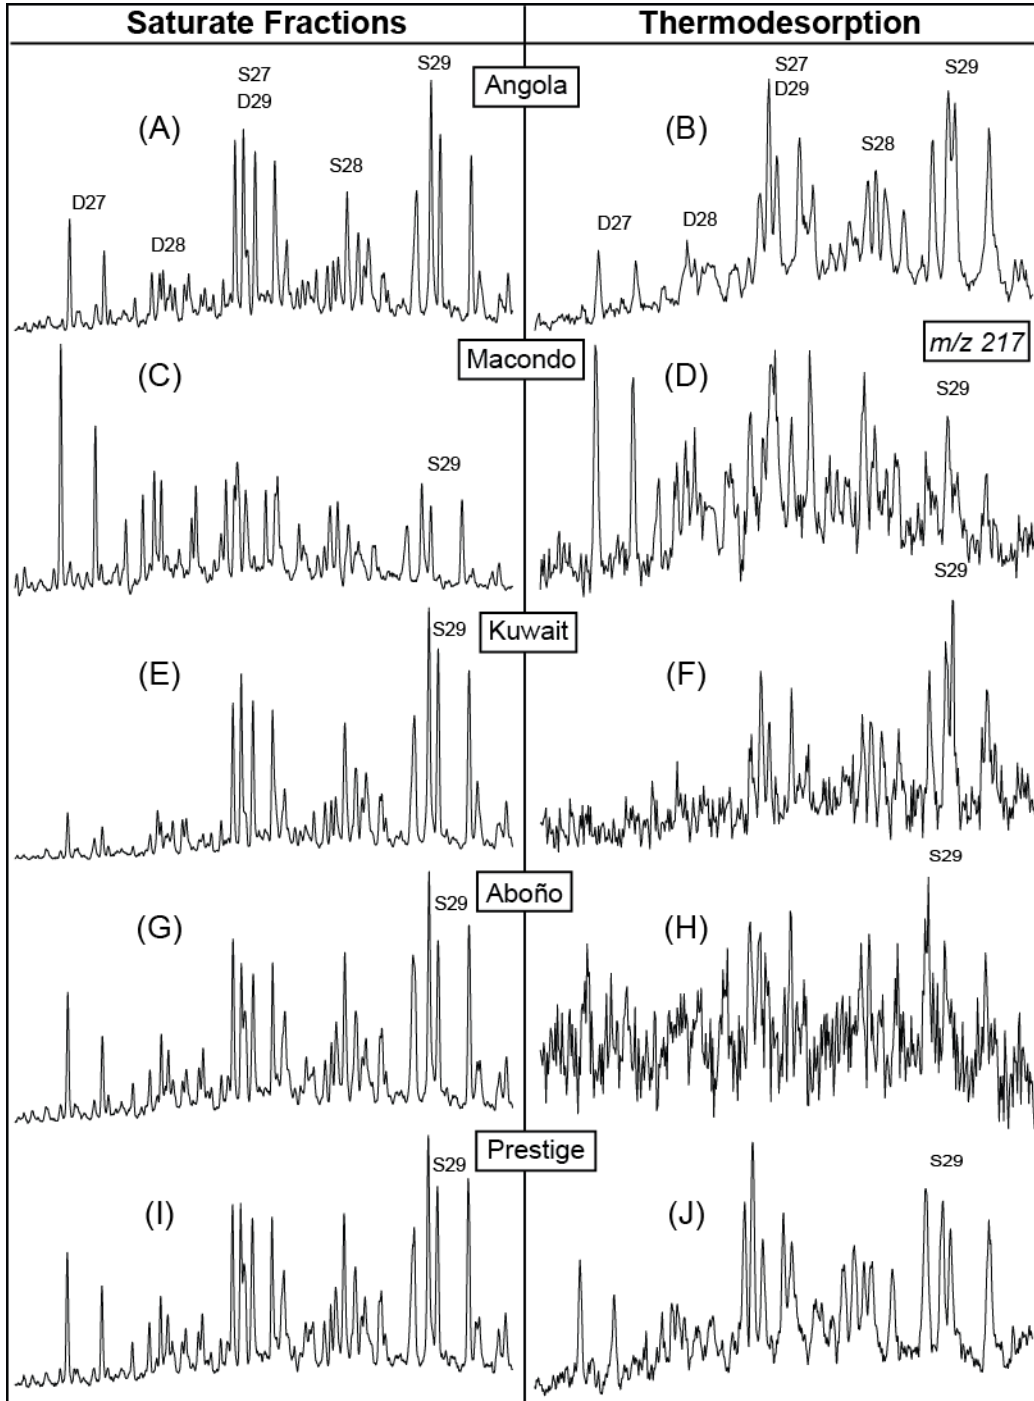 Saturate Fractions
Thermodesorption
Angola
(A)
D27
D28
S27
D29
S28
S29
(B)
D27
D28
S27
D29
S28
S29
m/z 217
Macondo
(C)
S29
(D)
S29
Kuwait
(E)
S29
(F)
S29
Aboño
(G)
S29
(H)
S29
Prestige
(I)
S29
(J)
S29